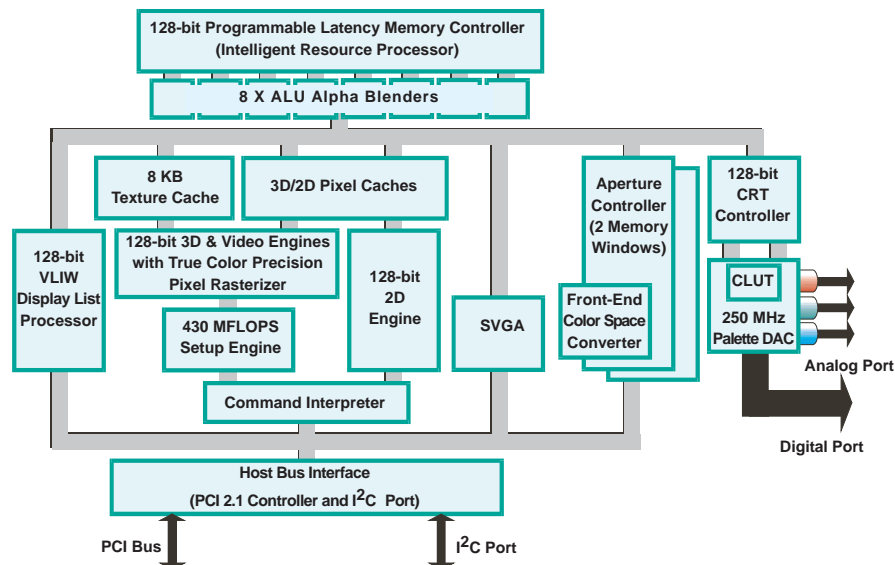 128-bit Programmable Latency Memory Controller
(Intelligent Resource Processor)
8 X ALU Alpha Blenders
8 KB
Texture Cache
3D/2D Pixel Caches
Aperture
Controller
(2 Memory
Windows)
128-bit
CRT
Controller
128-bit
VLIW
Display List
Processor
128-bit 3D & Video Engines
with True Color Precision
Pixel Rasterizer
128-bit
2D
Engine
CLUT
250 MHz
Palette DAC
Front-End
Color Space
Converter
SVGA
430 MFLOPS
Setup Engine
Analog Port
Command Interpreter
Digital Port
Host Bus Interface
(PCI 2.1 Controller and I²C Port)
PCI Bus
I²C Port